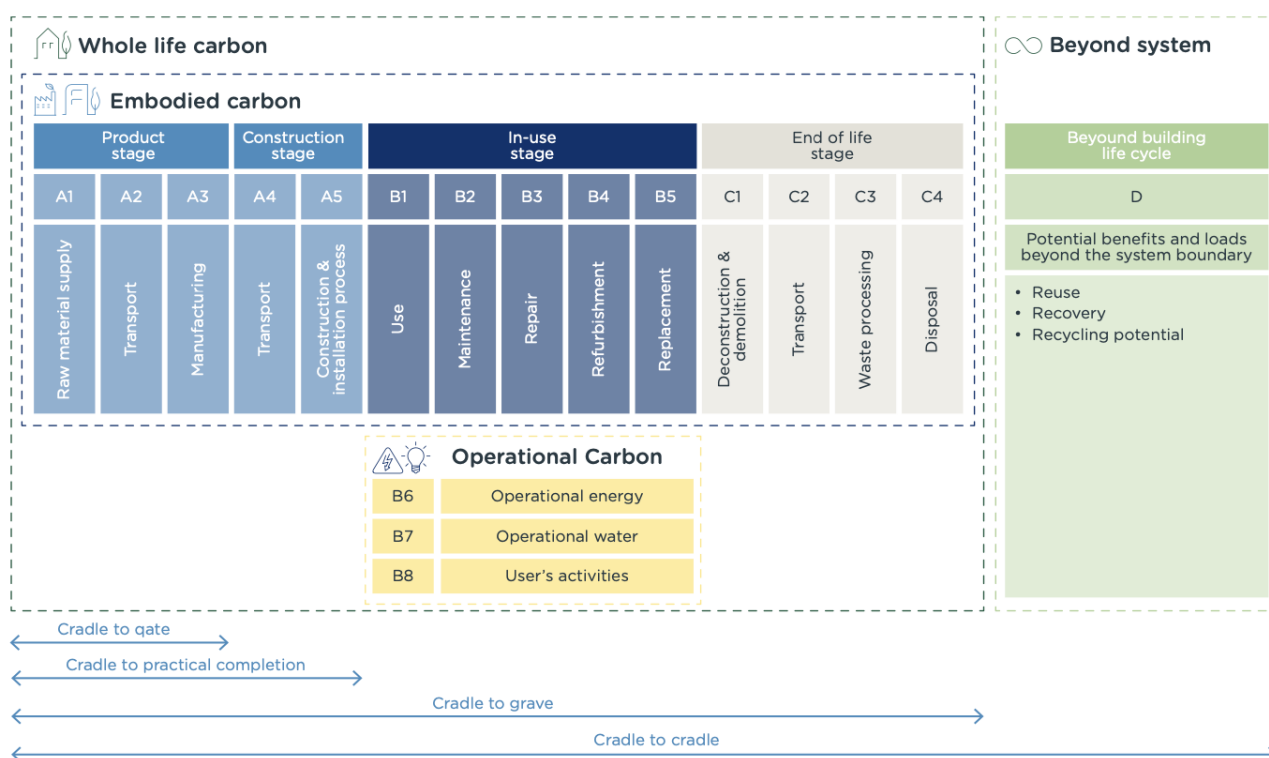 Whole life carbon
Beyond system
Embodied carbon
Product
stage
Construction
stage
In-use
stage
End of life
stage
Beyound building
life cycle
A1
A2
A3
A4
A5
B1
B2
B3
B4
B5
C1
C2
C3
C4
D
Raw material supply
Transport
Manufacturing
Transport
Construction &
installation process
Use
Maintenance
Repair
Refurbishment
Replacement
Deconstruction &
demolition
Transport
Waste processing
Disposal
Potential benefits and loads
beyond the system boundary
• Reuse
• Recovery
• Recycling potential
Operational Carbon
B6
Operational energy
B7
Operational water
B8
User's activities
Cradle to qate
Cradle to practical completion
Cradle to grave
Cradle to cradle